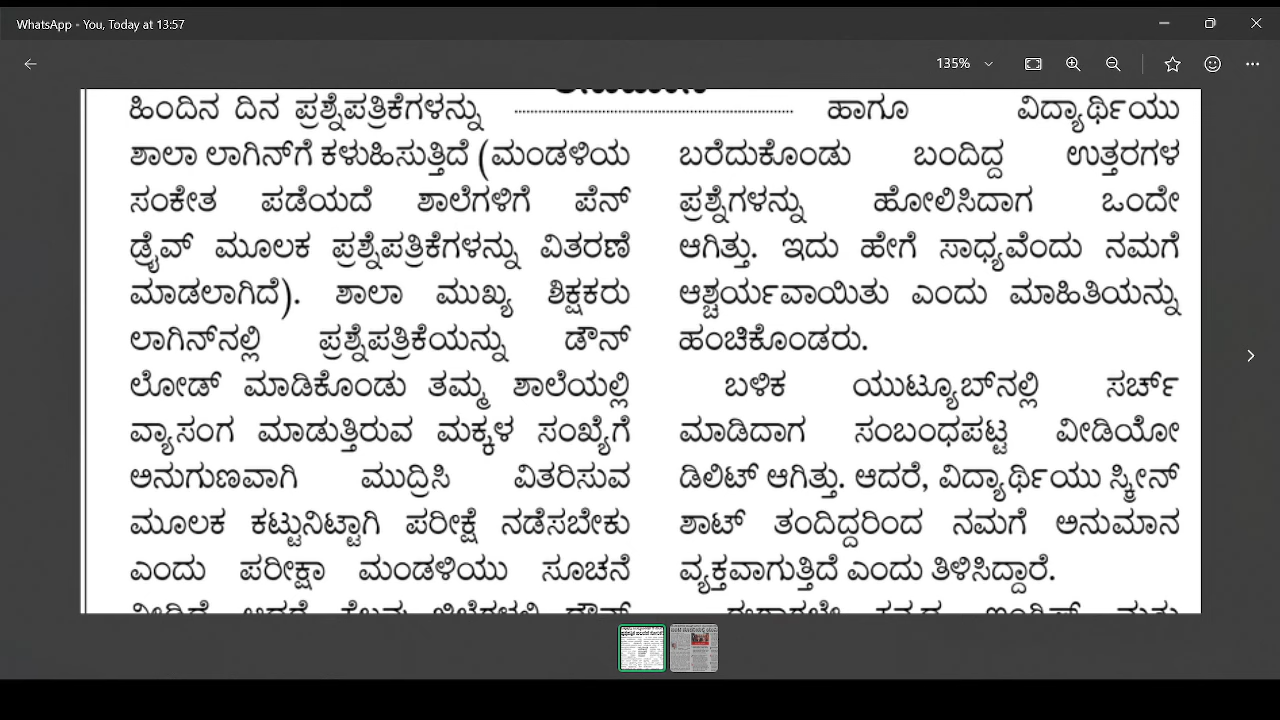 WhatsApp - You, Today at 13:57
135%
ಹಿಂದಿನ ದಿನ ಪ್ರಶ್ನೆಪತ್ರಿಕೆಗಳನ್ನು
ಶಾಲಾ ಲಾಗಿನ್‌ಗೆ ಕಳುಹಿಸುತ್ತಿದೆ (ಮಂಡಳಿಯ
ಸಂಕೇತ ಪಡೆಯದೆ ಶಾಲೆಗಳಿಗೆ ಪೆನ್
ಡ್ರೈವ್ ಮೂಲಕ ಪ್ರಶ್ನೆಪತ್ರಿಕೆಗಳನ್ನು ವಿತರಣೆ
ಮಾಡಲಾಗಿದೆ). ಶಾಲಾ ಮುಖ್ಯ ಶಿಕ್ಷಕರು
ಲಾಗಿನ್‌ನಲ್ಲಿ ಪ್ರಶ್ನೆಪತ್ರಿಕೆಯನ್ನು ಡೌನ್
ಲೋಡ್ ಮಾಡಿಕೊಂಡು ತಮ್ಮ ಶಾಲೆಯಲ್ಲಿ
ವ್ಯಾಸಂಗ ಮಾಡುತ್ತಿರುವ ಮಕ್ಕಳ ಸಂಖ್ಯೆಗೆ
ಅನುಗುಣವಾಗಿ ಮುದ್ರಿಸಿ ವಿತರಿಸುವ
ಮೂಲಕ ಕಟ್ಟುನಿಟ್ಟಾಗಿ ಪರೀಕ್ಷೆ ನಡೆಸಬೇಕು
ಎಂದು ಪರೀಕ್ಷಾ ಮಂಡಳಿಯು ಸೂಚನೆ
ಹಾಗೂ ವಿದ್ಯಾರ್ಥಿಯು
ಬರೆದುಕೊಂಡು ಬಂದಿದ್ದ ಉತ್ತರಗಳ
ಪ್ರಶ್ನೆಗಳನ್ನು ಹೋಲಿಸಿದಾಗ ಒಂದೇ
ಆಗಿತ್ತು. ಇದು ಹೇಗೆ ಸಾಧ್ಯವೆಂದು ನಮಗೆ
ಆಶ್ಚರ್ಯವಾಯಿತು ಎಂದು ಮಾಹಿತಿಯನ್ನು
ಹಂಚಿಕೊಂಡರು.
ಬಳಿಕ ಯುಟ್ಯೂಬ್‌ನಲ್ಲಿ ಸರ್ಚ್
ಮಾಡಿದಾಗ ಸಂಬಂಧಪಟ್ಟ ವೀಡಿಯೋ
ಡಿಲಿಟ್ ಆಗಿತ್ತು. ಆದರೆ, ವಿದ್ಯಾರ್ಥಿಯು ಸ್ಕ್ರೀನ್
ಶಾಟ್ ತಂದಿದ್ದರಿಂದ ನಮಗೆ ಅನುಮಾನ
ವ್ಯಕ್ತವಾಗುತ್ತಿದೆ ಎಂದು ತಿಳಿಸಿದ್ದಾರೆ.